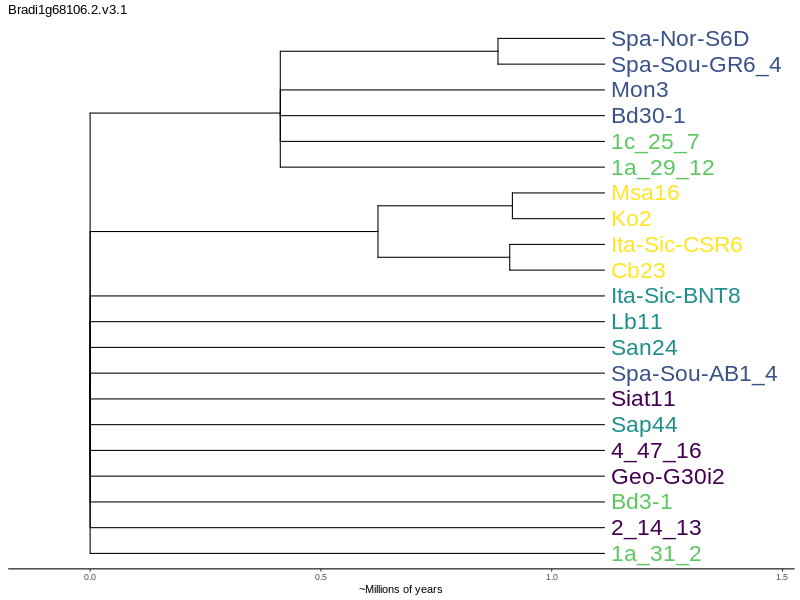 Bradi1g68106.2.v3.1
Spa-Nor-S6D
Spa-Sou-GR6_4
Mon3
Bd30-1
1c_25_7
1a_29_12
Msa16
Ko2
Ita-Sic-CSR6
Cb23
Ita-Sic-BNT8
Lb11
San24
Spa-Sou-AB1_4
Siat11
Sap44
4_47_16
Geo-G30i2
Bd3-1
2_14_13
1a_31_2
0.0 0.5 1.0 1.5
~Millions of years